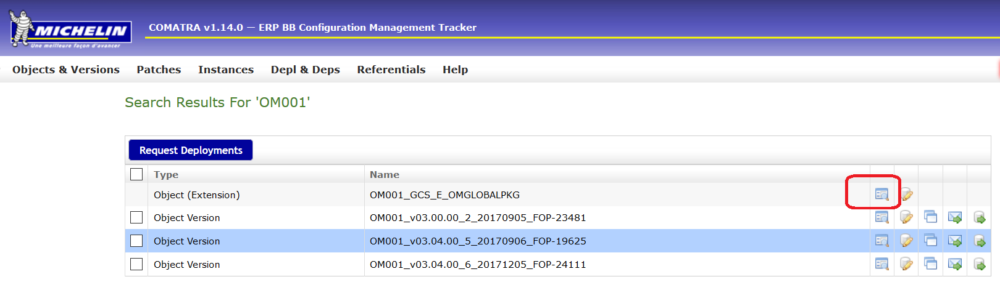 MICHELIN
Une meilleure façon d'avancer
COMATRA v1.14.0 — ERP BB Configuration Management Tracker
Objects & Versions Patches Instances Depl & Deps Referentials Help
Search Results For 'OM001'
Request Deployments
Type Name
Object (Extension) OM001_GCS_E_OMGLOBALPKG
Object Version OM001_v03.00.00_2_20170905_FOP-23481
Object Version OM001_v03.04.00_5_20170906_FOP-19625
Object Version OM001_v03.04.00_6_20171205_FOP-24111